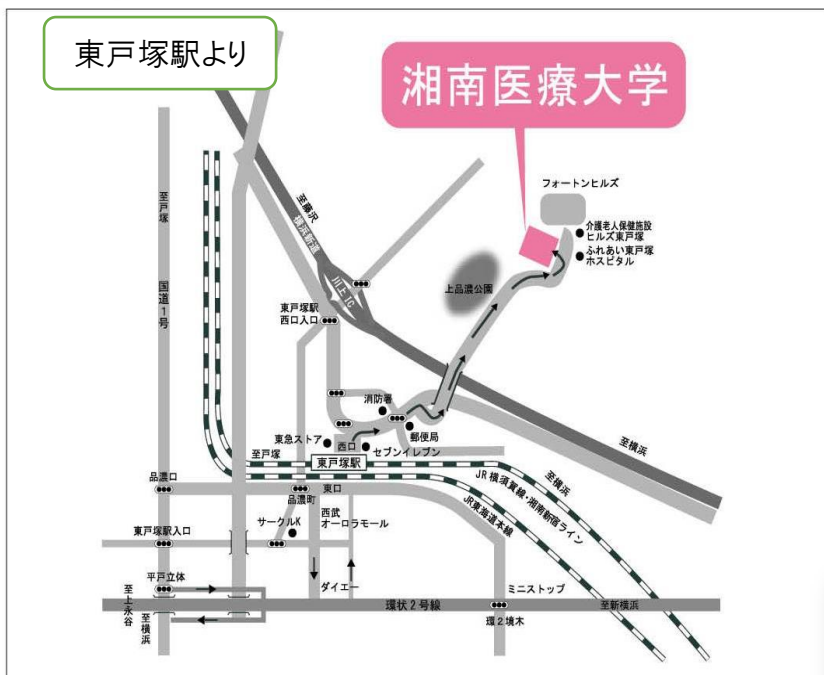 東戸塚駅より
湘南医療大学
フォートンヒルズ
介護老人保健施設
ヒルズ東戸塚
ふれあい東戸塚
ホスピタル
至戸塚
国道1号
至藤沢
横浜新道
川上IC
上品濃公園
東戸塚駅
西口入口
消防署
郵便局
東急ストア
西口
セブンイレブン
至横浜
至戸塚
東戸塚駅
至横浜
JR横須賀線・湘南新宿ライン
JR東海道本線
品濃口
品濃町
東口
西武
オーロラモール
サークルK
東戸塚駅入口
平戸立体
ダイエー
ミニストップ
至上永谷
至横浜
環状2号線
環2境木
至新横浜